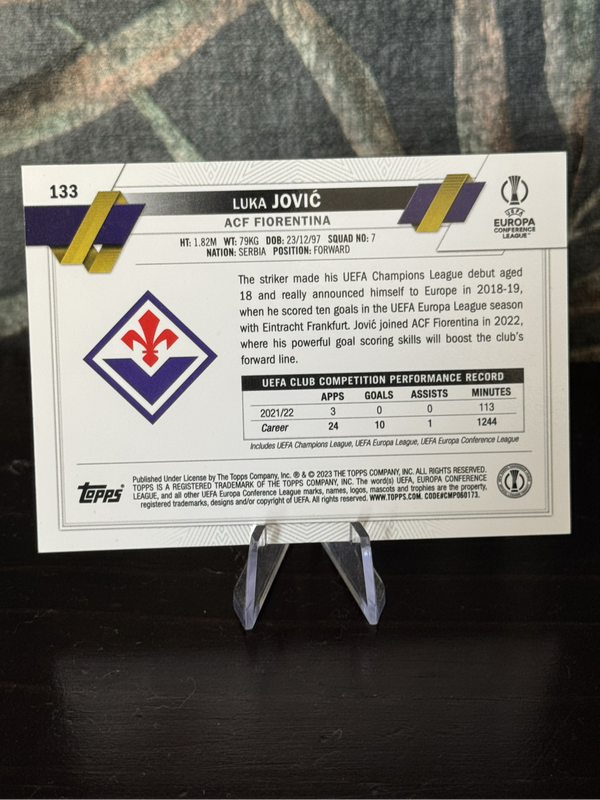 133
LUKA JOVIĆ
ACF FIORENTINA
HT: 1.82M WT: 79KG DOB: 23/12/97 SQUAD NO: 7
NATION: SERBIA POSITION: FORWARD
UEFA
EUROPA
CONFERENCE
LEAGUE™
The striker made his UEFA Champions League debut aged
18 and really announced himself to Europe in 2018-19,
when he scored ten goals in the UEFA Europa League season
with Eintracht Frankfurt. Jović joined ACF Fiorentina in 2022,
where his powerful goal scoring skills will boost the club's
forward line.
UEFA CLUB COMPETITION PERFORMANCE RECORD
APPS GOALS ASSISTS MINUTES
2021/22 3 0 0 113
Career 24 10 1 1244
Includes UEFA Champions League, UEFA Europa League, UEFA Europa Conference League
Topps®
Published Under License by The Topps Company, Inc. ® & © 2023 THE TOPPS COMPANY, INC. ALL RIGHTS RESERVED.
TOPPS IS A REGISTERED TRADEMARK OF THE TOPPS COMPANY, INC. The word(s) UEFA, EUROPA CONFERENCE
LEAGUE, and all other UEFA Europa Conference League marks, names, logos, mascots and trophies are the property,
registered trademarks, designs and/or copyright of UEFA. All rights reserved. WWW.TOPPS.COM. CODE#CMP060173.